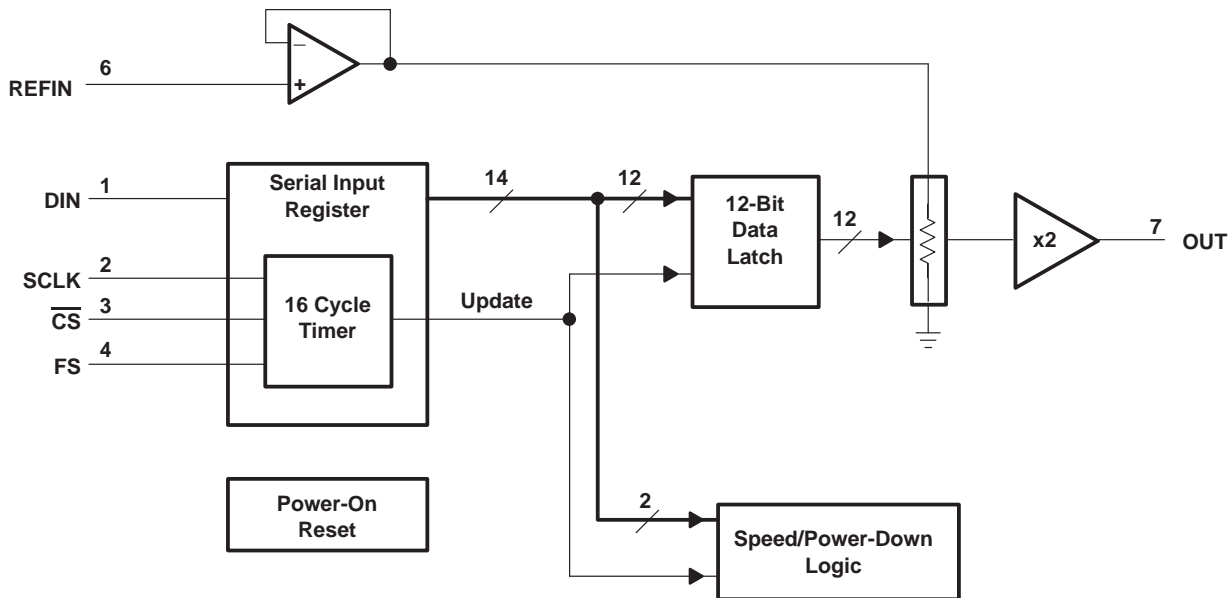 6
REFIN
_
+
Serial Input
Register
14
12
12-Bit
Data
Latch
12
x2
7
OUT
1
DIN
2
SCLK
3
CS
4
FS
16 Cycle
Timer
Update
Power-On
Reset
2
Speed/Power-Down
Logic